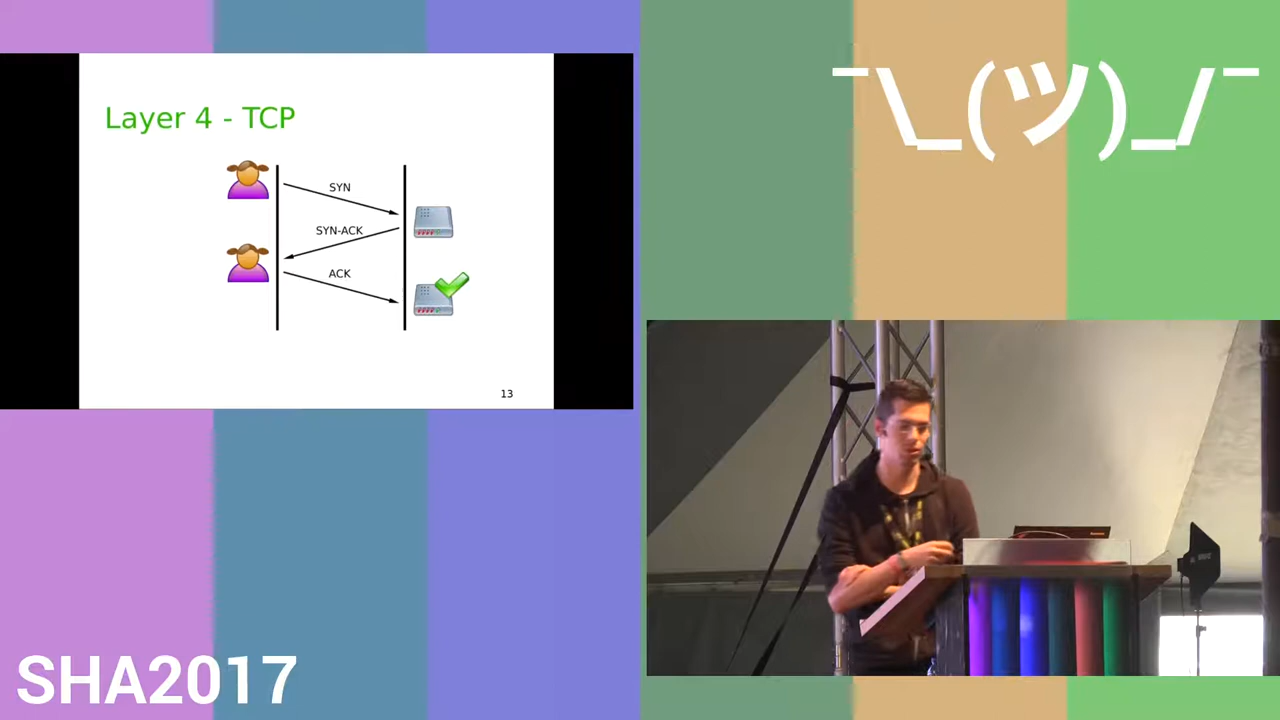 Layer 4 - TCP
SYN
SYN-ACK
ACK
13
¯\_(ツ)_/¯
SHA2017